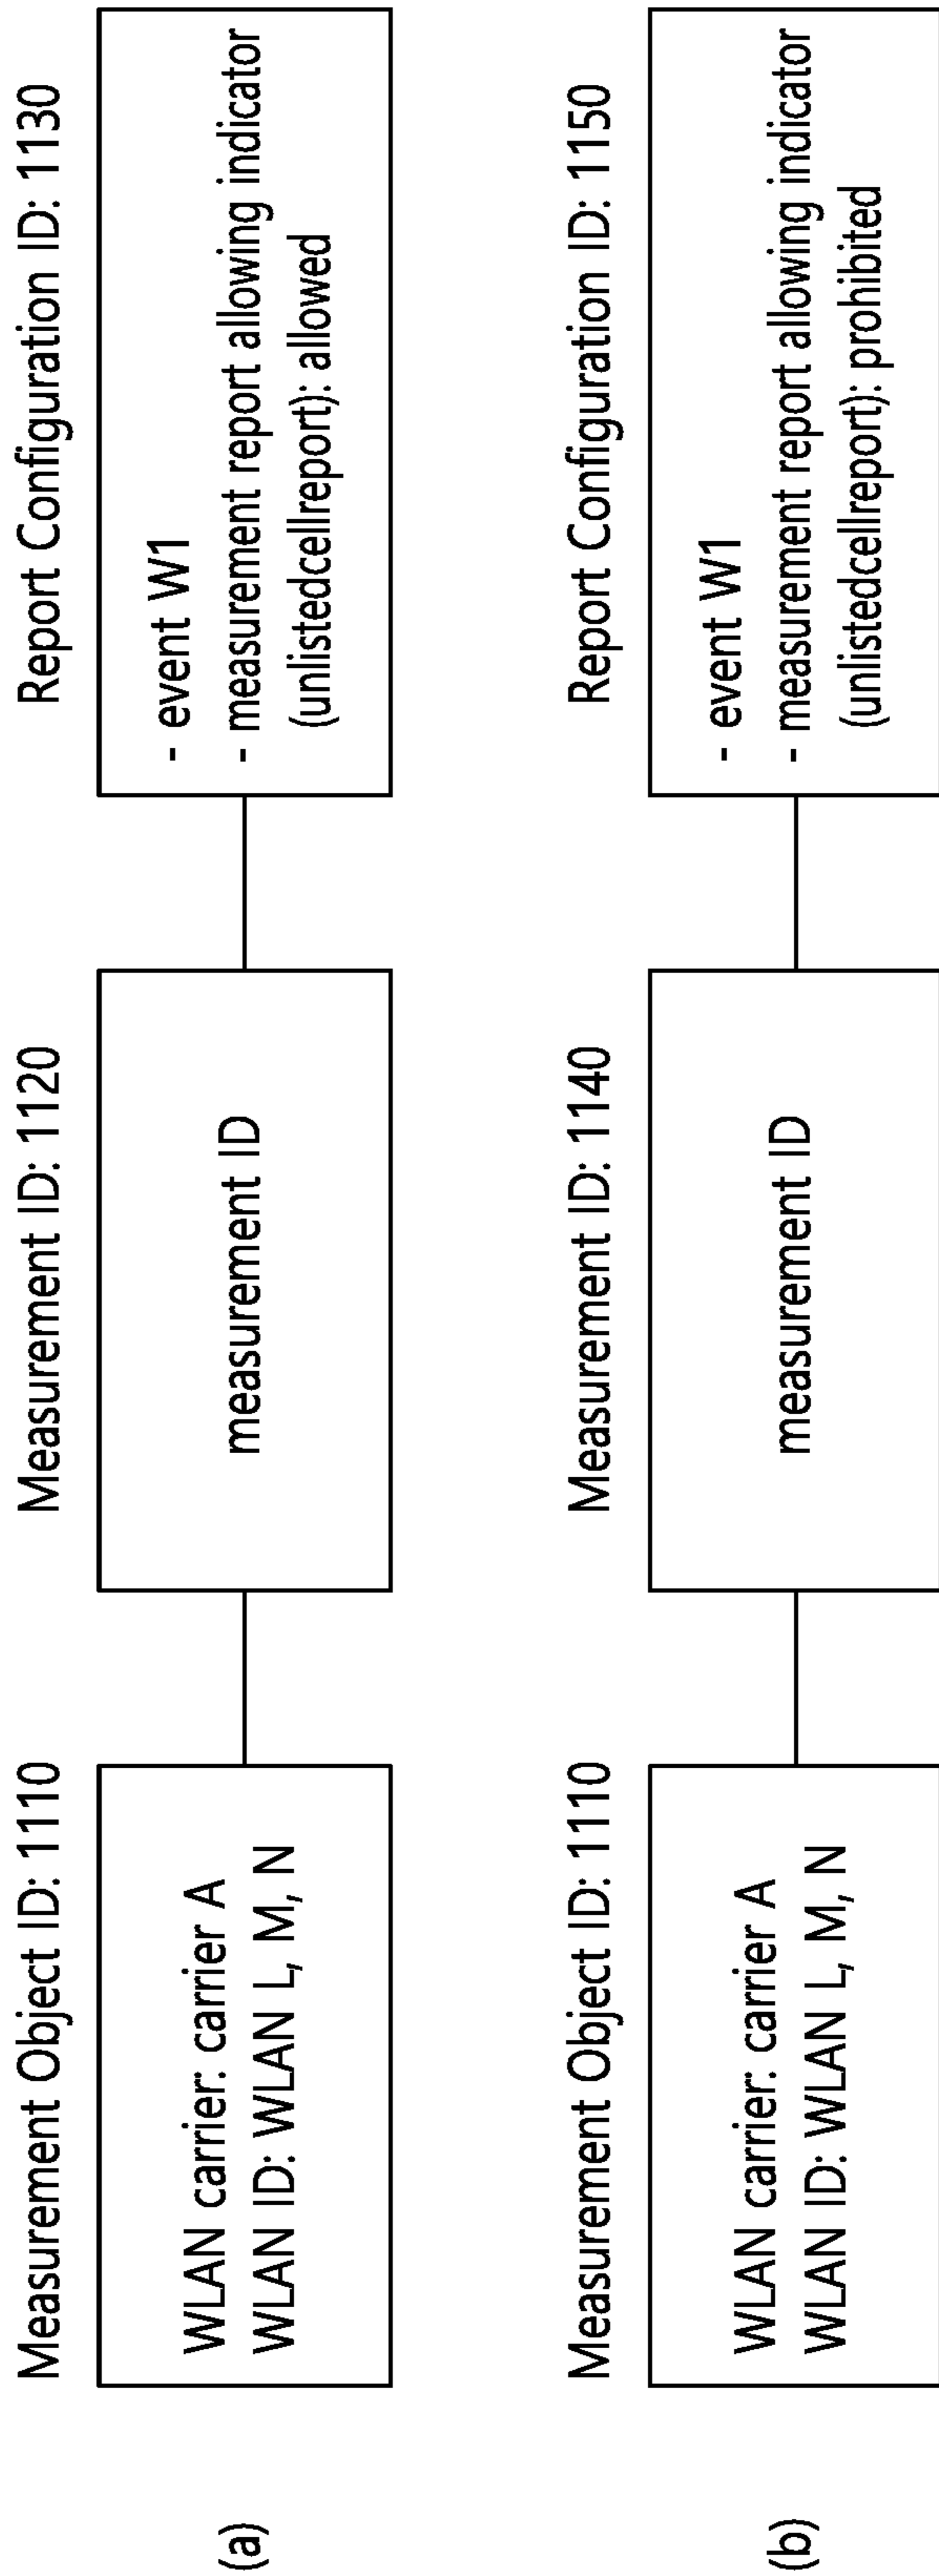 (a)
Measurement Object ID: 1110
WLAN carrier: carrier A
WLAN ID: WLAN L, M, N
Measurement ID: 1120
measurement ID
Report Configuration ID: 1130
- event W1
- measurement report allowing indicator
(unlistedcellreport): allowed
(b)
Measurement Object ID: 1110
WLAN carrier: carrier A
WLAN ID: WLAN L, M, N
Measurement ID: 1140
measurement ID
Report Configuration ID: 1150
- event W1
- measurement report allowing indicator
(unlistedcellreport): prohibited